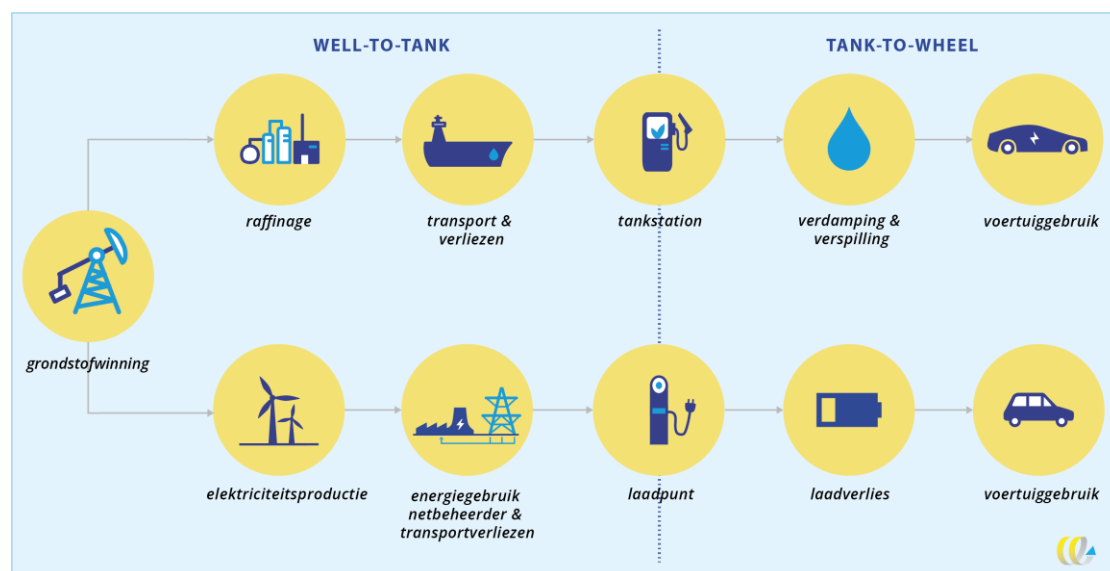 WELL-TO-TANK
TANK-TO-WHEEL
raffinage
transport &
verliezen
tankstation
verdamping &
verspilling
voertuiggebruik
grondstofwinning
elektriciteitsproductie
energiegebruik
netbeheerder &
transportverliezen
laadpunt
laadverlies
voertuiggebruik